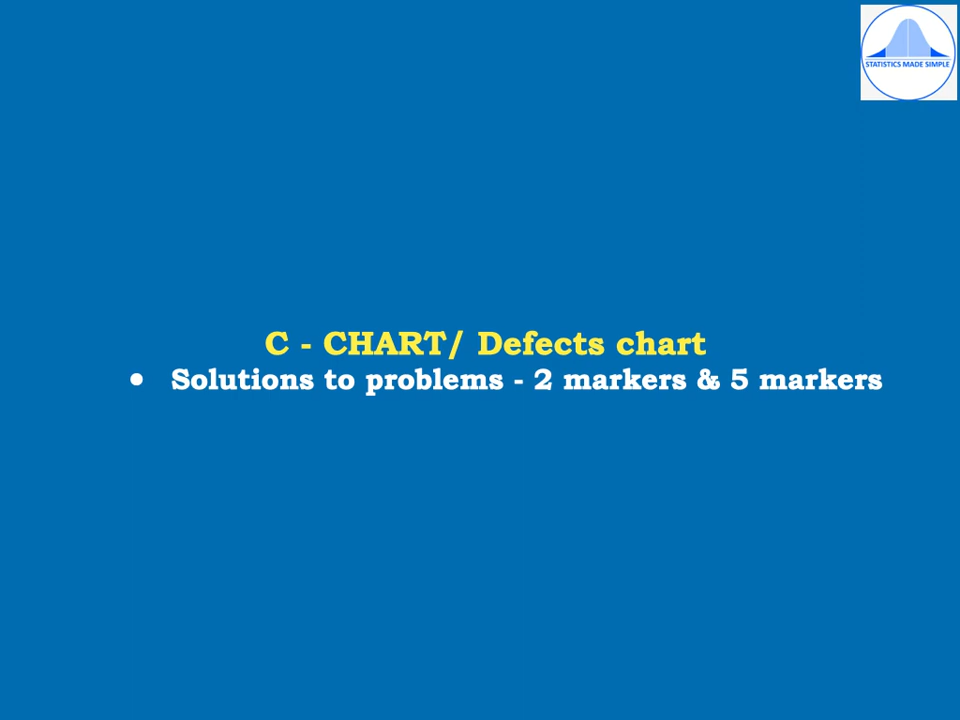 STATISTICS MADE SIMPLE
C - CHART/ Defects chart
• Solutions to problems - 2 markers & 5 markers